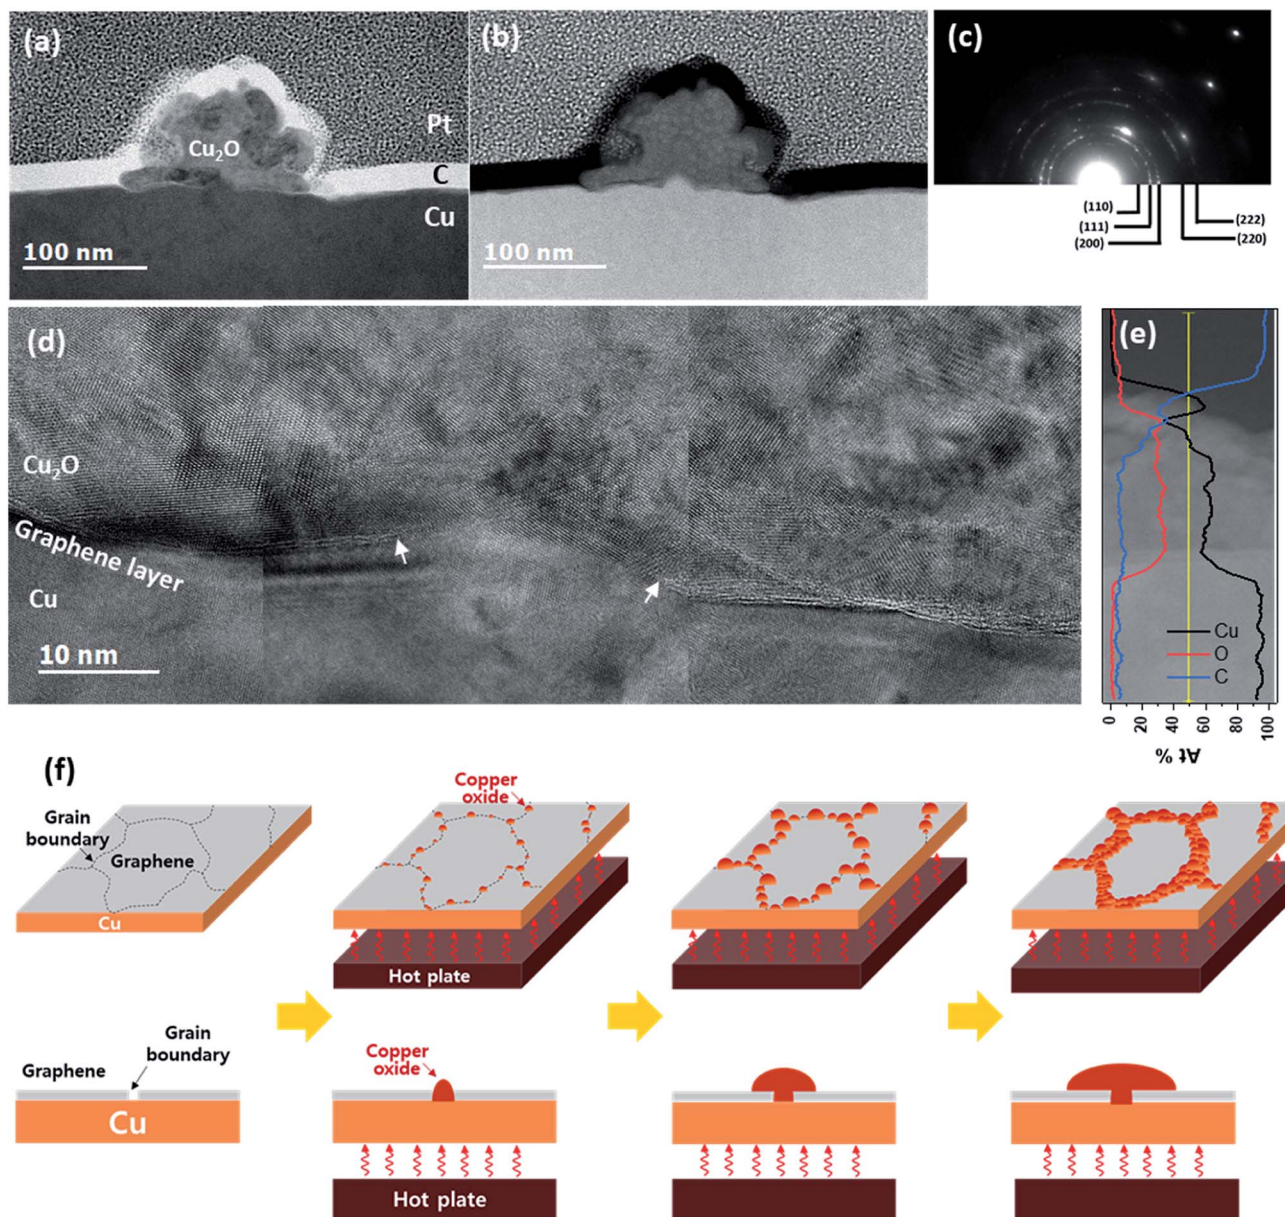 (a)
Pt
Cu₂O
C
Cu
100 nm
(b)
100 nm
(c)
(110)
(111)
(200)
(222)
(220)
(d)
Cu₂O
Graphene layer
Cu
10 nm
(e)
Cu
O
C
0
20
40
60
80
100
At %
(f)
Grain
boundary
Graphene
Cu
Copper
oxide
Hot plate
Graphene
Grain
boundary
Cu
Copper
oxide
Hot plate